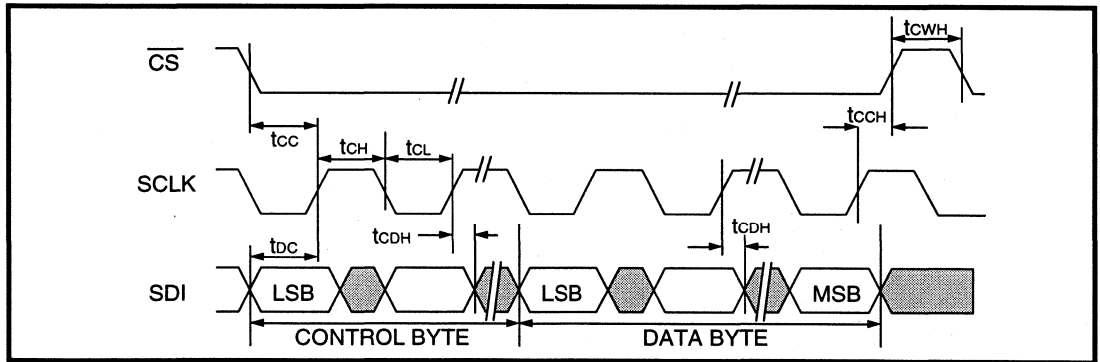 tCWH
CS
tCCH
tCC
tCH
tCL
SCLK
tCDH
tCDH
tDC
SDI
LSB
LSB
MSB
CONTROL BYTE
DATA BYTE